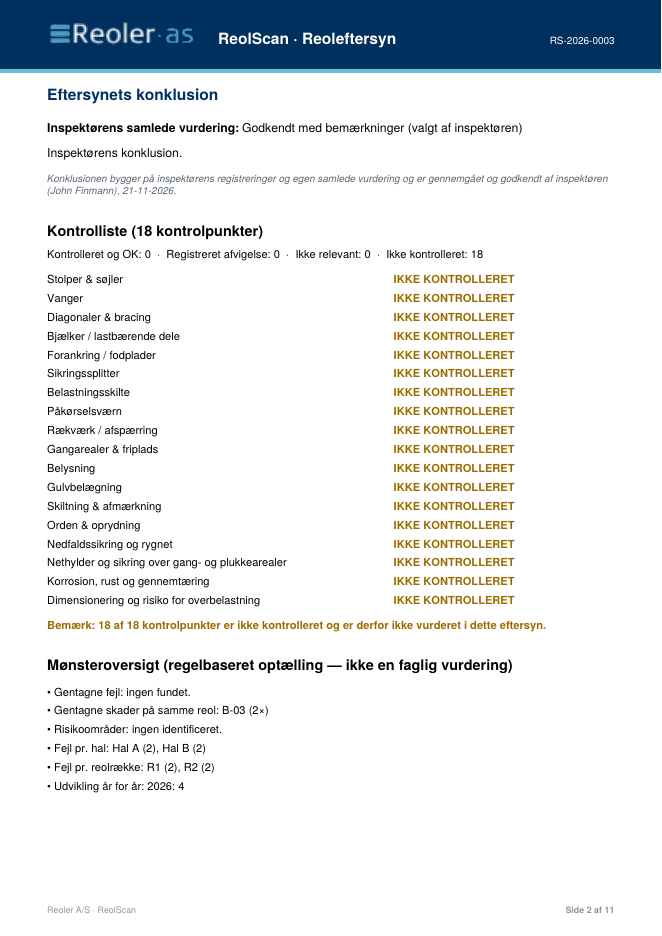 Reoler·as
ReolScan · Reoleftersyn
RS-2026-0003
Eftersynets konklusion
Inspektørens samlede vurdering: Godkendt med bemærkninger (valgt af inspektøren)
Inspektørens konklusion.
Konklusionen bygger på inspektørens registreringer og egen samlede vurdering og er gennemgået og godkendt af inspektøren
(John Finmann), 21-11-2026.
Kontrolliste (18 kontrolpunkter)
Kontrolleret og OK: 0 · Registreret afvigelse: 0 · Ikke relevant: 0 · Ikke kontrolleret: 18
Stolper & søjler IKKE KONTROLLERET
Vanger IKKE KONTROLLERET
Diagonaler & bracing IKKE KONTROLLERET
Bjælker / lastbærende dele IKKE KONTROLLERET
Forankring / fodplader IKKE KONTROLLERET
Sikringssplitter IKKE KONTROLLERET
Belastningsskilte IKKE KONTROLLERET
Påkørselsværn IKKE KONTROLLERET
Rækværk / afspærring IKKE KONTROLLERET
Gangarealer & friplads IKKE KONTROLLERET
Belysning IKKE KONTROLLERET
Gulvbelægning IKKE KONTROLLERET
Skiltning & afmærkning IKKE KONTROLLERET
Orden & oprydning IKKE KONTROLLERET
Nedfaldssikring og rygnet IKKE KONTROLLERET
Nethylder og sikring over gang- og plukkearealer IKKE KONTROLLERET
Korrosion, rust og gennemtæring IKKE KONTROLLERET
Dimensionering og risiko for overbelastning IKKE KONTROLLERET
Bemærk: 18 af 18 kontrolpunkter er ikke kontrolleret og er derfor ikke vurderet i dette eftersyn.
Mønsteroversigt (regelbaseret optælling — ikke en faglig vurdering)
• Gentagne fejl: ingen fundet.
• Gentagne skader på samme reol: B-03 (2×)
• Risikoområder: ingen identificeret.
• Fejl pr. hal: Hal A (2), Hal B (2)
• Fejl pr. reolrække: R1 (2), R2 (2)
• Udvikling år for år: 2026: 4
Reoler A/S · ReolScan
Side 2 af 11